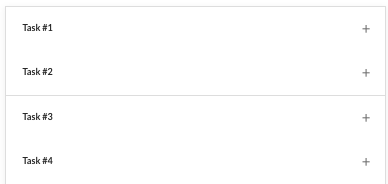 Task #1 +
Task #2 +
Task #3 +
Task #4 +